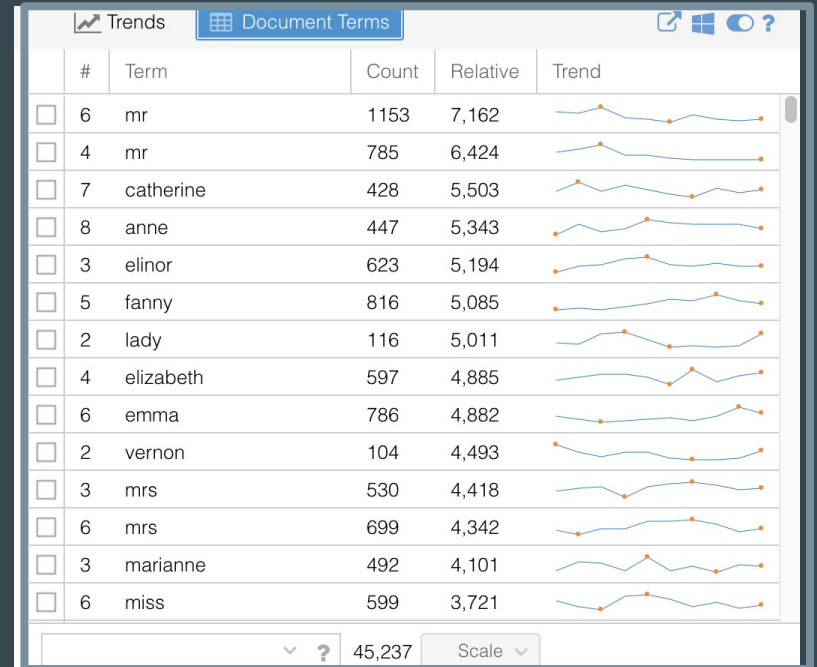 Trends Document Terms ?
# Term Count Relative Trend
6 mr 1153 7,162
4 mr 785 6,424
7 catherine 428 5,503
8 anne 447 5,343
3 elinor 623 5,194
5 fanny 816 5,085
2 lady 116 5,011
4 elizabeth 597 4,885
6 emma 786 4,882
2 vernon 104 4,493
3 mrs 530 4,418
6 mrs 699 4,342
3 marianne 492 4,101
6 miss 599 3,721
? 45,237 Scale